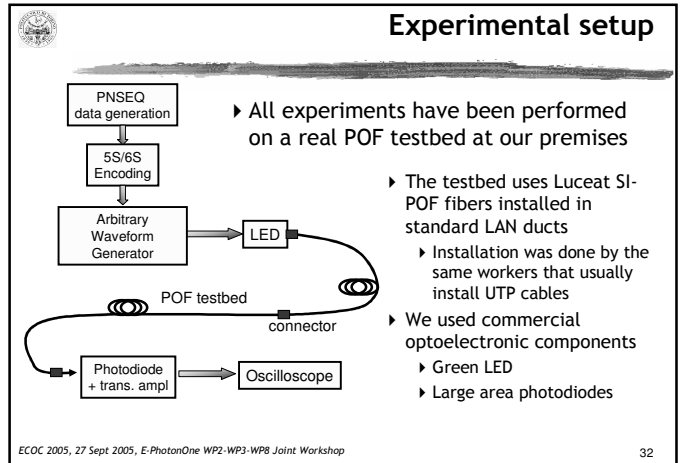 Experimental setup
PNSEQ
data generation
5S/6S
Encoding
Arbitrary
Waveform
Generator
LED
POF testbed
connector
Photodiode
+ trans. ampl
Oscilloscope
All experiments have been performed
on a real POF testbed at our premises
The testbed uses Luceat SI-
POF fibers installed in
standard LAN ducts
Installation was done by the
same workers that usually
install UTP cables
We used commercial
optoelectronic components
Green LED
Large area photodiodes
ECOC 2005, 27 Sept 2005, E-PhotonOne WP2-WP3-WP8 Joint Workshop
32